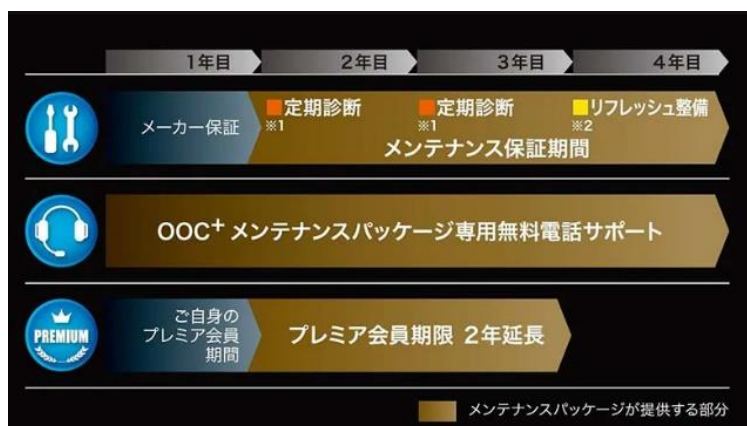 1年目 2年目 3年目 4年目
メーカー保証
■定期診断 ■定期診断 ■リフレッシュ整備
※1 ※1 ※2
メンテナンス保証期間
OOC+ メンテナンスパッケージ専用無料電話サポート
PREMIUM
ご自身の
プレミア会員
期間
プレミア会員期限 2年延長
メンテナンスパッケージが提供する部分